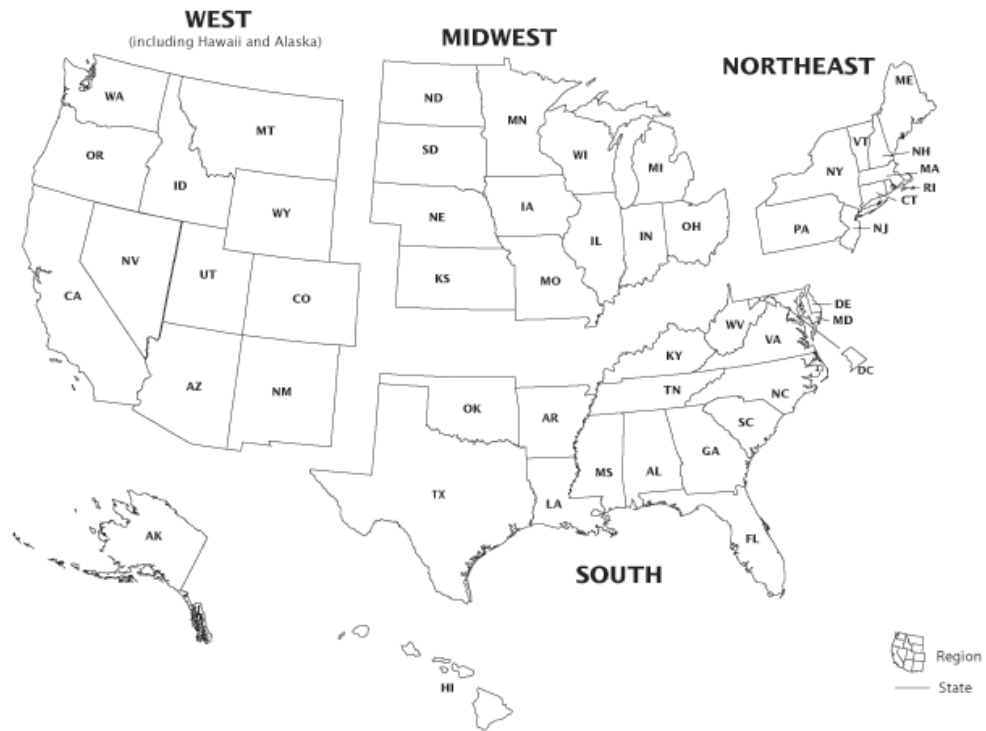 WEST
(including Hawaii and Alaska)
MIDWEST
NORTHEAST
WA
MT
OR
ID
WY
NV
UT
CO
CA
AZ
NM
ND
MN
SD
WI
MI
NE
IA
KS
MO
IL
IN
OH
ME
VT
NH
NY
MA
RI
CT
PA
NJ
DE
MD
WV
VA
DC
KY
TN
NC
OK
AR
SC
MS
AL
GA
TX
LA
FL
SOUTH
AK
HI
Region
State